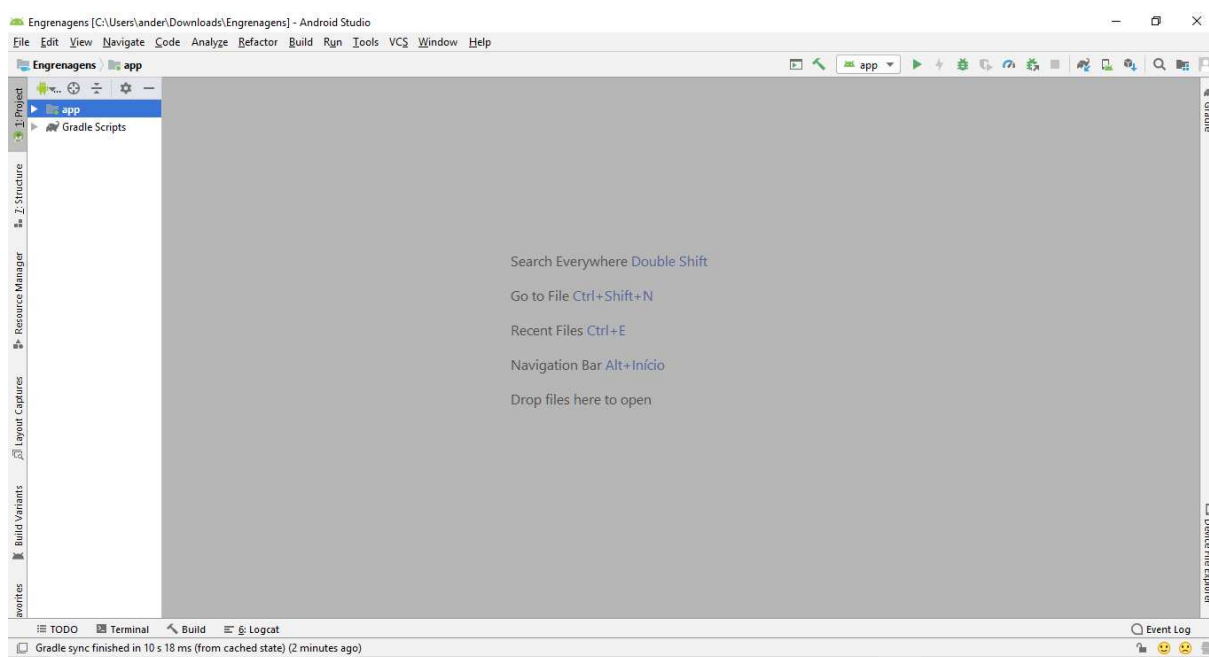 Engrenagens [C:\Users\ander\Downloads\Engrenagens] - Android Studio
File Edit View Navigate Code Analyze Refactor Build Run Tools VCS Window Help
Engrenagens app
app
1: Project
app
Gradle Scripts
Gradle
7: Structure
Resource Manager
Search Everywhere Double Shift
Go to File Ctrl+Shift+N
Recent Files Ctrl+E
Navigation Bar Alt+Início
Drop files here to open
Layout Captures
Build Variants
Device File Explorer
avorites
TODO Terminal Build 6: Logcat Event Log
Gradle sync finished in 10 s 18 ms (from cached state) (2 minutes ago)